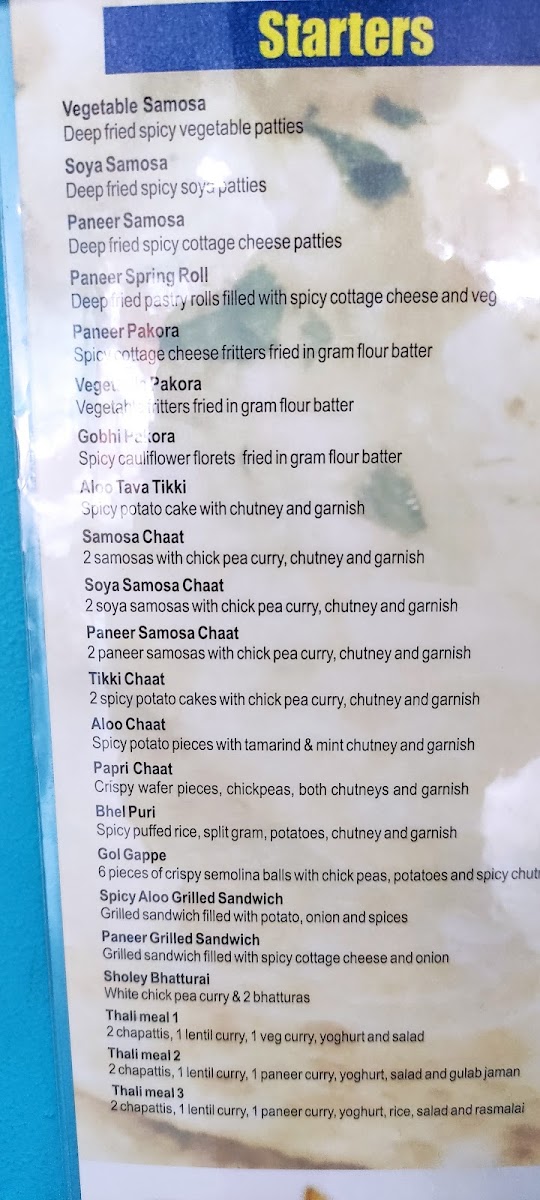 Starters
Vegetable Samosa
Deep fried spicy vegetable patties
Soya Samosa
Deep fried spicy soya patties
Paneer Samosa
Deep fried spicy cottage cheese patties
Paneer Spring Roll
Deep fried pastry rolls filled with spicy cottage cheese and veg
Paneer Pakora
Spicy cottage cheese fritters fried in gram flour batter
Vegetable Pakora
Vegetable fritters fried in gram flour batter
Gobhi Pakora
Spicy cauliflower florets fried in gram flour batter
Aloo Tava Tikki
Spicy potato cake with chutney and garnish
Samosa Chaat
2 samosas with chick pea curry, chutney and garnish
Soya Samosa Chaat
2 soya samosas with chick pea curry, chutney and garnish
Paneer Samosa Chaat
2 paneer samosas with chick pea curry, chutney and garnish
Tikki Chaat
2 spicy potato cakes with chick pea curry, chutney and garnish
Aloo Chaat
Spicy potato pieces with tamarind & mint chutney and garnish
Papri Chaat
Crispy wafer pieces, chickpeas, both chutneys and garnish
Bhel Puri
Spicy puffed rice, split gram, potatoes, chutney and garnish
Gol Gappe
6 pieces of crispy semolina balls with chick peas, potatoes and spicy
Spicy Aloo Grilled Sandwich
Grilled sandwich filled with potato, onion and spices
Paneer Grilled Sandwich
Grilled sandwich filled with spicy cottage cheese and onion
Sholey Bhatturai
White chick pea curry & 2 bhatturas
Thali meal 1
2 chapattis, 1 lentil curry, 1 veg curry, yoghurt and salad
Thali meal 2
2 chapattis, 1 lentil curry, 1 paneer curry, yoghurt, salad and gulab jaman
Thali meal 3
2 chapattis, 1 lentil curry, 1 paneer curry, yoghurt, rice, salad and rasmalai